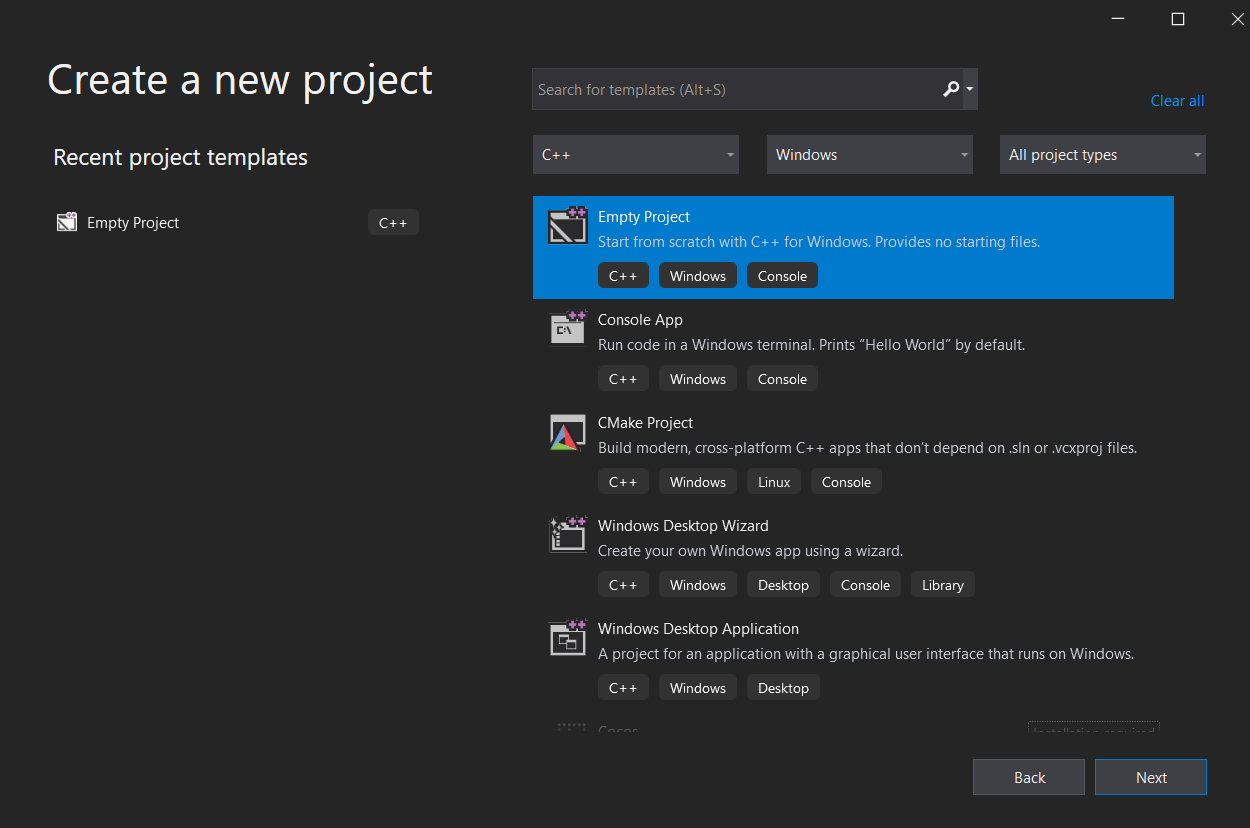 Create a new project
Search for templates (Alt+S)
Clear all
Recent project templates
C++
Windows
All project types
Empty Project
C++
Empty Project
Start from scratch with C++ for Windows. Provides no starting files.
C++ Windows Console
Console App
C:\
Run code in a Windows terminal. Prints "Hello World" by default.
C++ Windows Console
CMake Project
Build modern, cross-platform C++ apps that don't depend on .sln or .vcxproj files.
C++ Windows Linux Console
Windows Desktop Wizard
Create your own Windows app using a wizard.
C++ Windows Desktop Console Library
Windows Desktop Application
A project for an application with a graphical user interface that runs on Windows.
C++ Windows Desktop
Cocos
Installation required
Back
Next